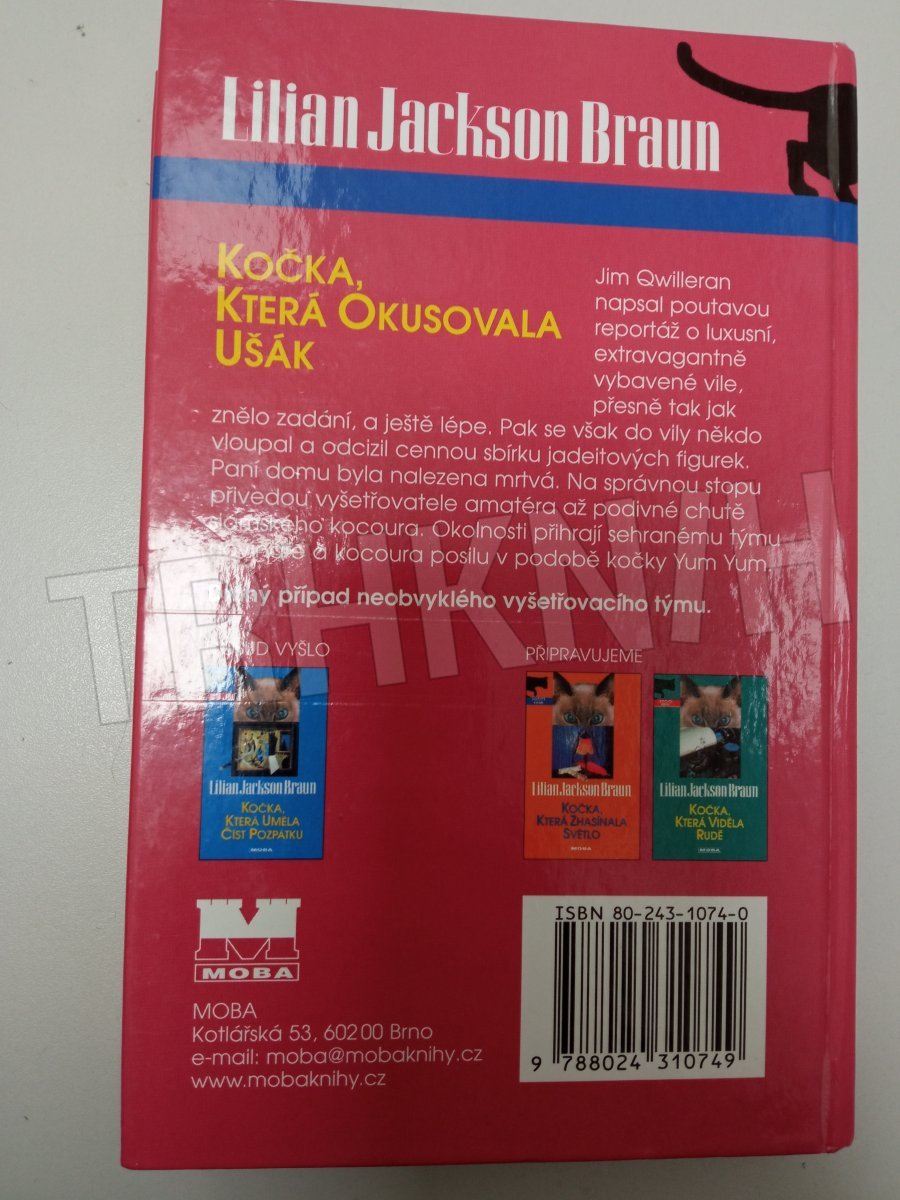 Lilian Jackson Braun
KOČKA,
KTERÁ OKUSOVALA
UŠÁK
Jim Qwilleran
napsal poutavou
reportáž o luxusní,
extravagantně
vybavené vile,
přesně tak jak
znělo zadání, a ještě lépe. Pak se však do vily někdo
vloupal a odcizil cennou sbírku jadeitových figurek.
Paní domu byla nalezena mrtvá. Na správnou stopu
přivedou vyšetřovatele amatéra až podivné chutě
siamského kocoura. Okolnosti přihrají sehranému týmu
a kocoura posilu v podobě kočky Yum Yum.
případ neobvyklého vyšetřovacího týmu.
VYŠLO
PŘIPRAVUJEME
Lilian Jackson Braun
KOČKA,
KTERÁ UMĚLA
ČÍST POZPÁTKU
MOBA
Lilian Jackson Braun
KOČKA,
KTERÁ ZHASÍNALA
SVĚTLO
MOBA
Lilian Jackson Braun
KOČKA,
KTERÁ VIDĚLA
RUDĚ
MOBA
TRHKNIH
MOBA
MOBA
Kotlářská 53, 602 00 Brno
e-mail: moba@mobaknihy.cz
www.mobaknihy.cz
ISBN 80-243-1074-0
9 788024 310749